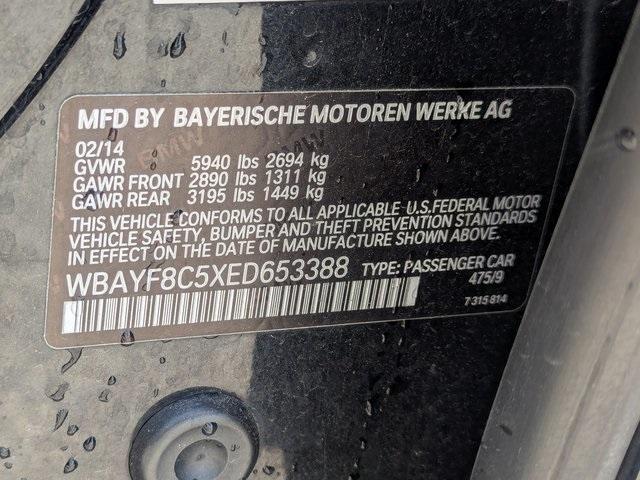 MFD BY BAYERISCHE MOTOREN WERKE AG
02/14
GVWR 5940 lbs 2694 kg
GAWR FRONT 2890 lbs 1311 kg
GAWR REAR 3195 lbs 1449 kg
THIS VEHICLE CONFORMS TO ALL APPLICABLE U.S.FEDERAL MOTOR
VEHICLE SAFETY, BUMPER AND THEFT PREVENTION STANDARDS
IN EFFECT ON THE DATE OF MANUFACTURE SHOWN ABOVE.
WBAYF8C5XED653388 TYPE: PASSENGER CAR
475/9
7 315 814